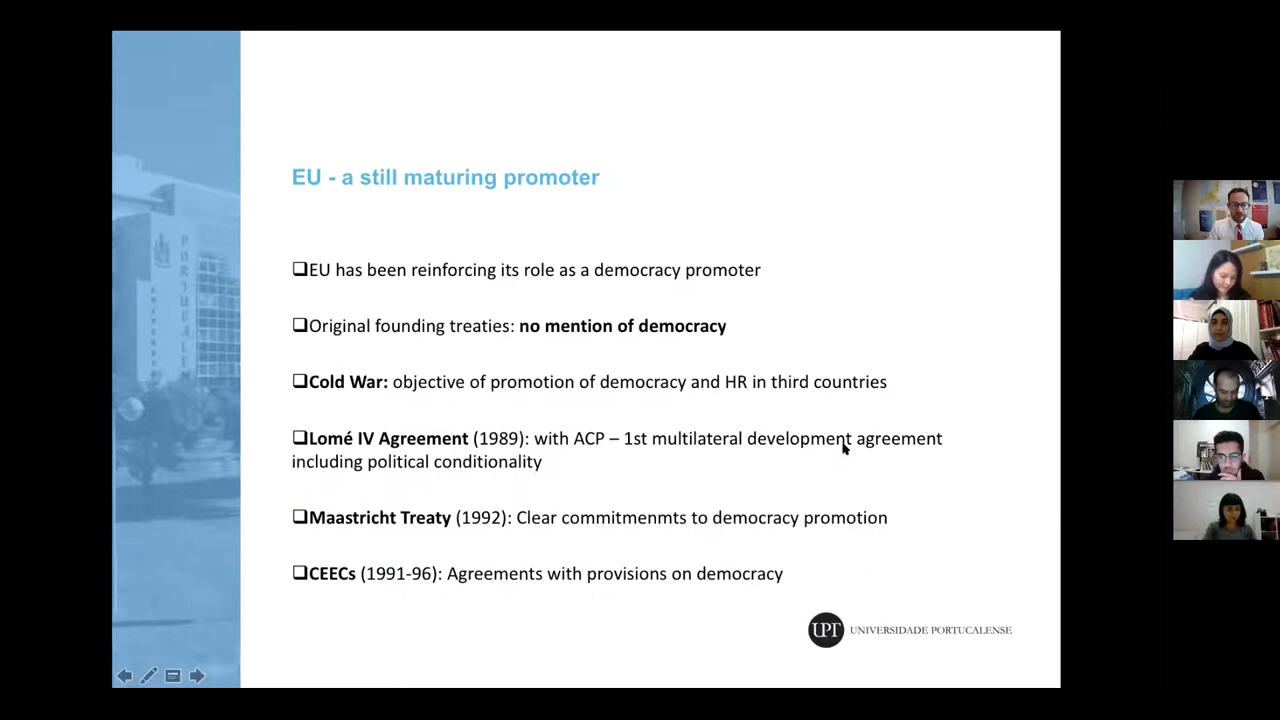 EU - a still maturing promoter
❑EU has been reinforcing its role as a democracy promoter
❑Original founding treaties: no mention of democracy
❑Cold War: objective of promotion of democracy and HR in third countries
❑Lomé IV Agreement (1989): with ACP – 1st multilateral development agreement
including political conditionality
❑Maastricht Treaty (1992): Clear commitmenmts to democracy promotion
❑CEECs (1991-96): Agreements with provisions on democracy
UPT UNIVERSIDADE PORTUCALENSE